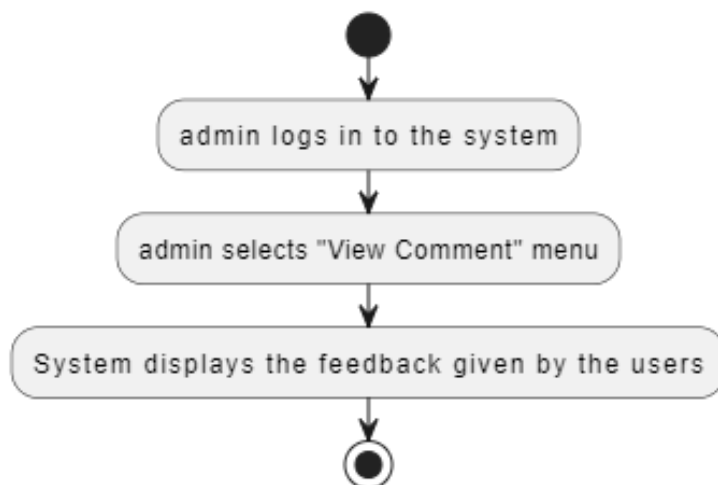 admin logs in to the system
admin selects "View Comment" menu
System displays the feedback given by the users